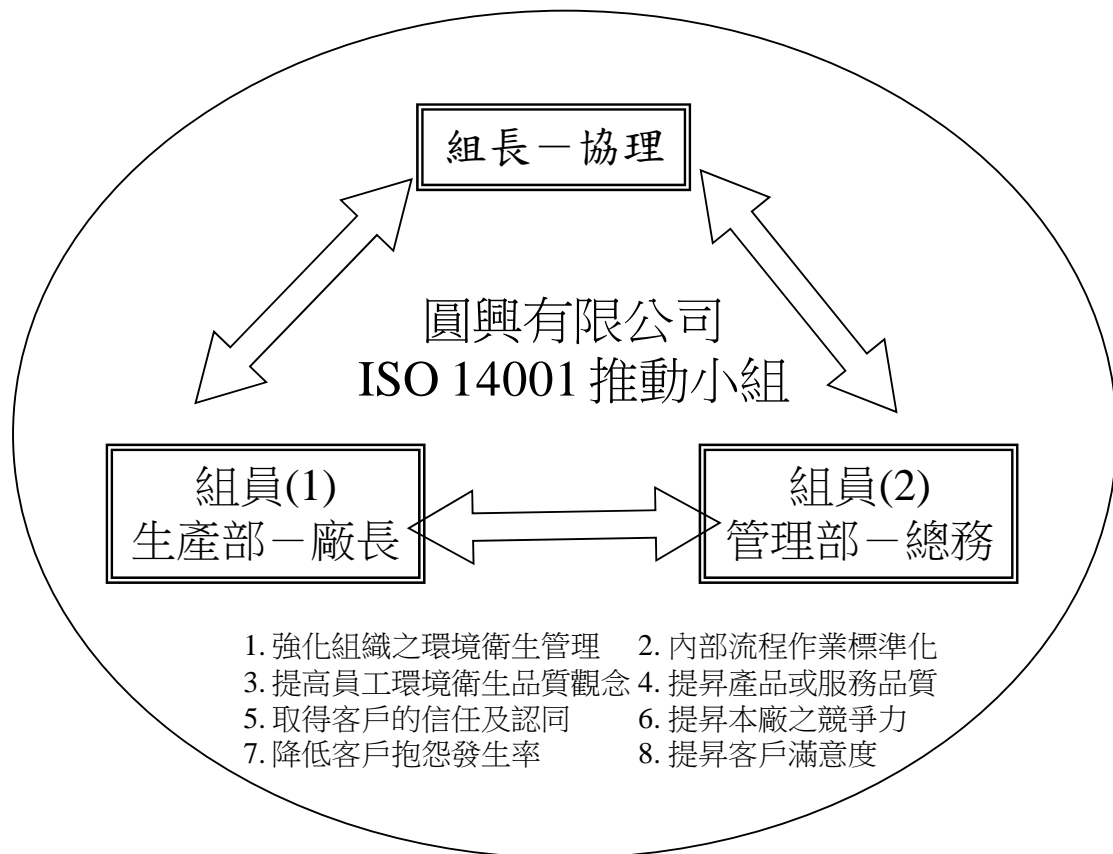 組長－協理
圓興有限公司
ISO 14001 推動小組
組員(1)
生產部－廠長
組員(2)
管理部－總務
1. 強化組織之環境衛生管理 2. 內部流程作業標準化
3. 提高員工環境衛生品質觀念 4. 提昇產品或服務品質
5. 取得客戶的信任及認同 6. 提昇本廠之競爭力
7. 降低客戶抱怨發生率 8. 提昇客戶滿意度